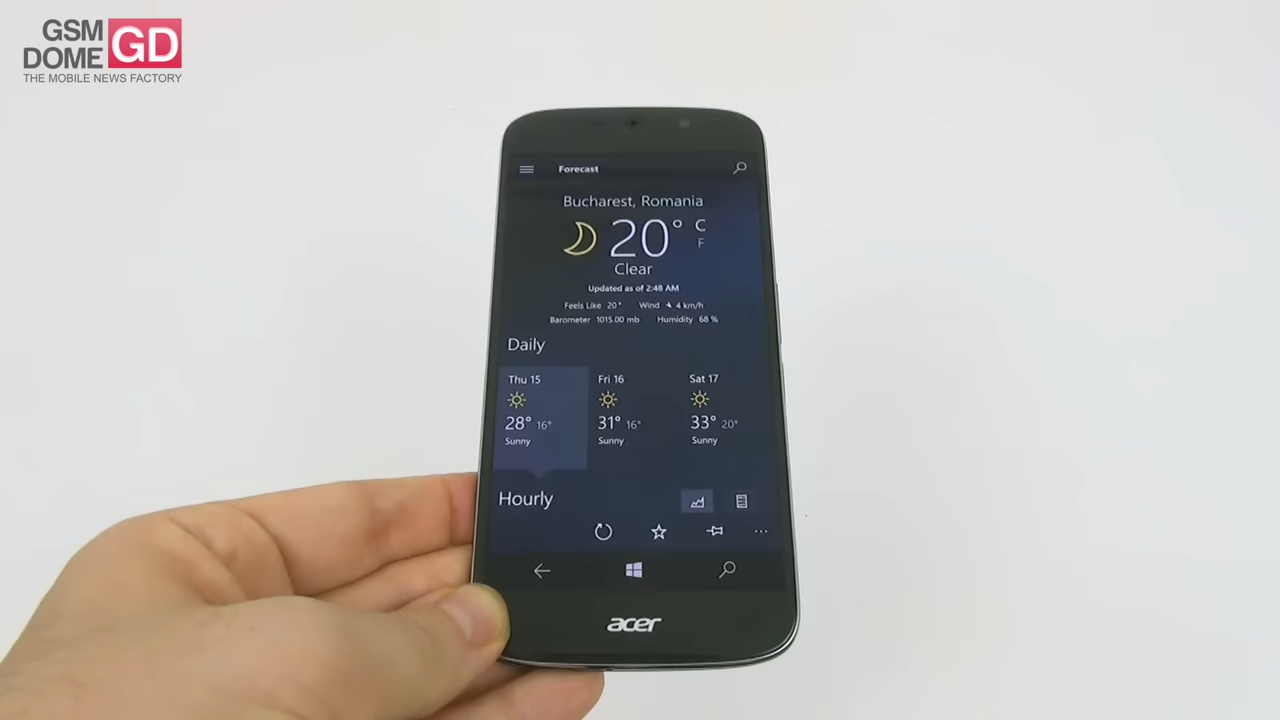 GSM
DOME GD
THE MOBILE NEWS FACTORY
Forecast
Bucharest, Romania
20° C
F
Clear
Updated as of 2:48 AM
Feels Like 20° Wind 4 km/h
Barometer 1015.00 mb Humidity 68 %
Daily
Thu 15 Fri 16 Sat 17
28° 16° 31° 16° 33° 20°
Sunny Sunny Sunny
Hourly
acer